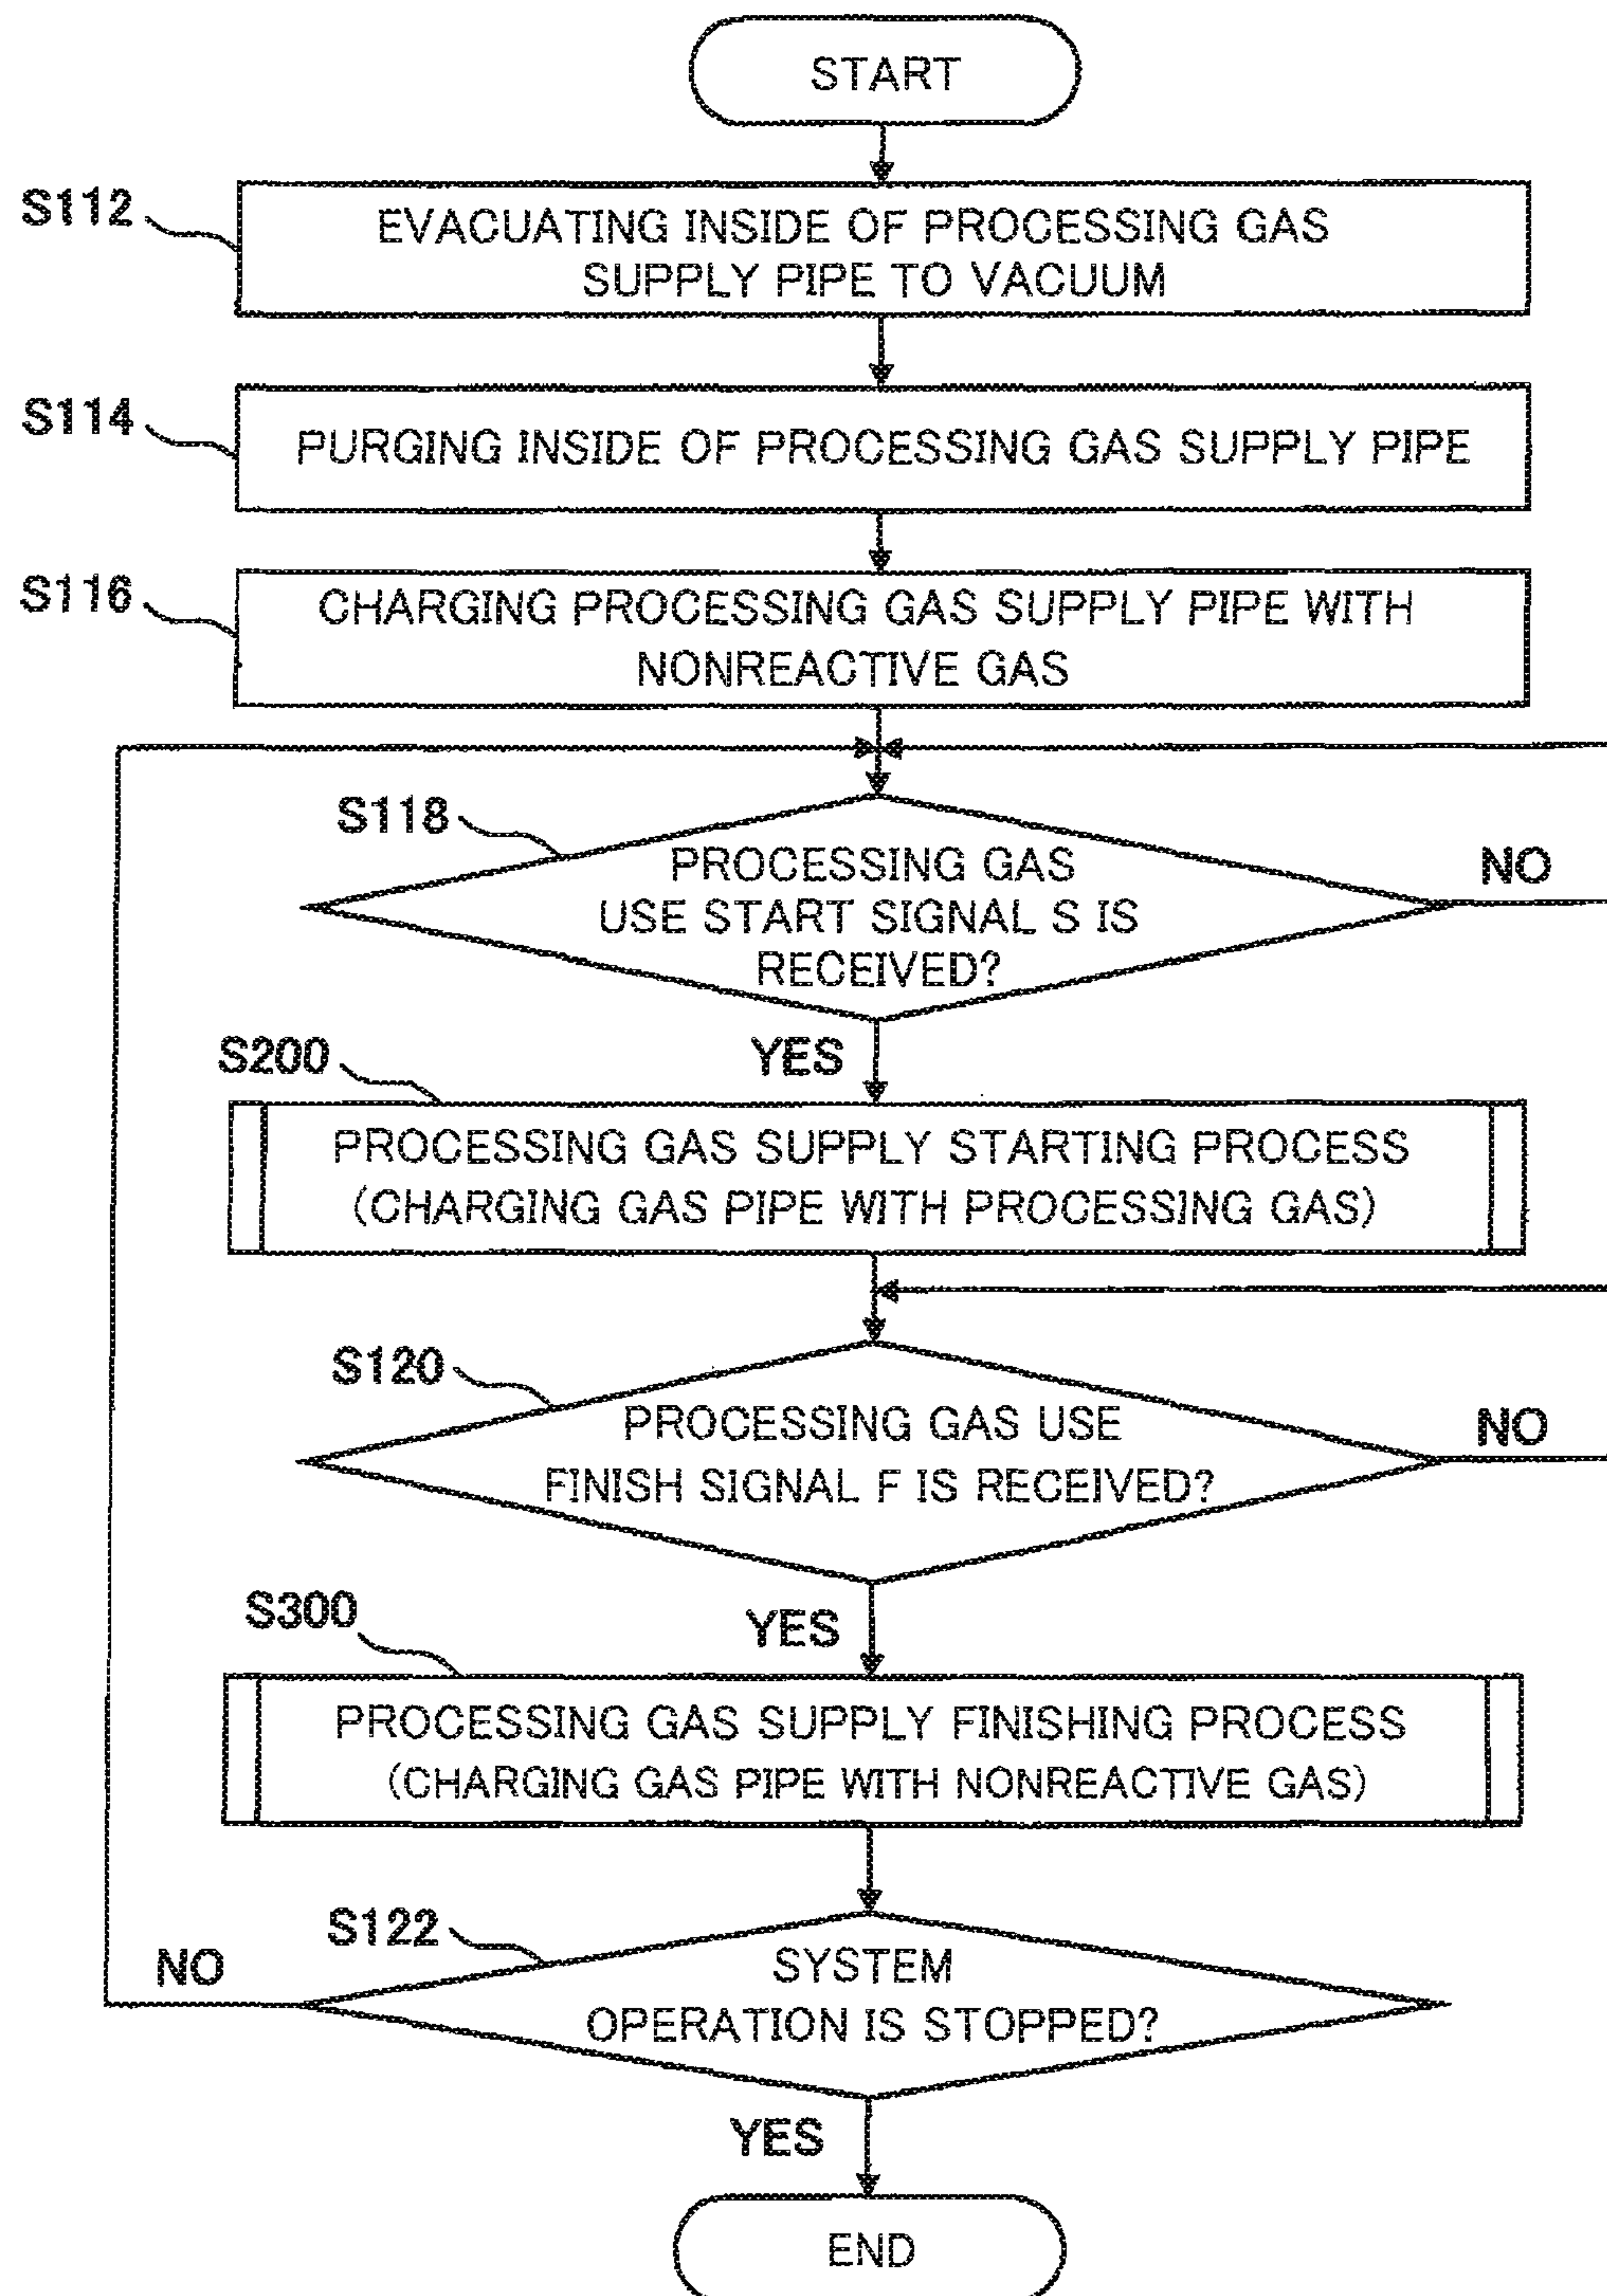 START
S112
EVACUATING INSIDE OF PROCESSING GAS
SUPPLY PIPE TO VACUUM
S114
PURGING INSIDE OF PROCESSING GAS SUPPLY PIPE
S116
CHARGING PROCESSING GAS SUPPLY PIPE WITH
NONREACTIVE GAS
S118
PROCESSING GAS
USE START SIGNAL S IS
RECEIVED?
NO
YES
S200
PROCESSING GAS SUPPLY STARTING PROCESS
(CHARGING GAS PIPE WITH PROCESSING GAS)
S120
PROCESSING GAS USE
FINISH SIGNAL F IS RECEIVED?
NO
YES
S300
PROCESSING GAS SUPPLY FINISHING PROCESS
(CHARGING GAS PIPE WITH NONREACTIVE GAS)
S122
SYSTEM
OPERATION IS STOPPED?
NO
YES
END